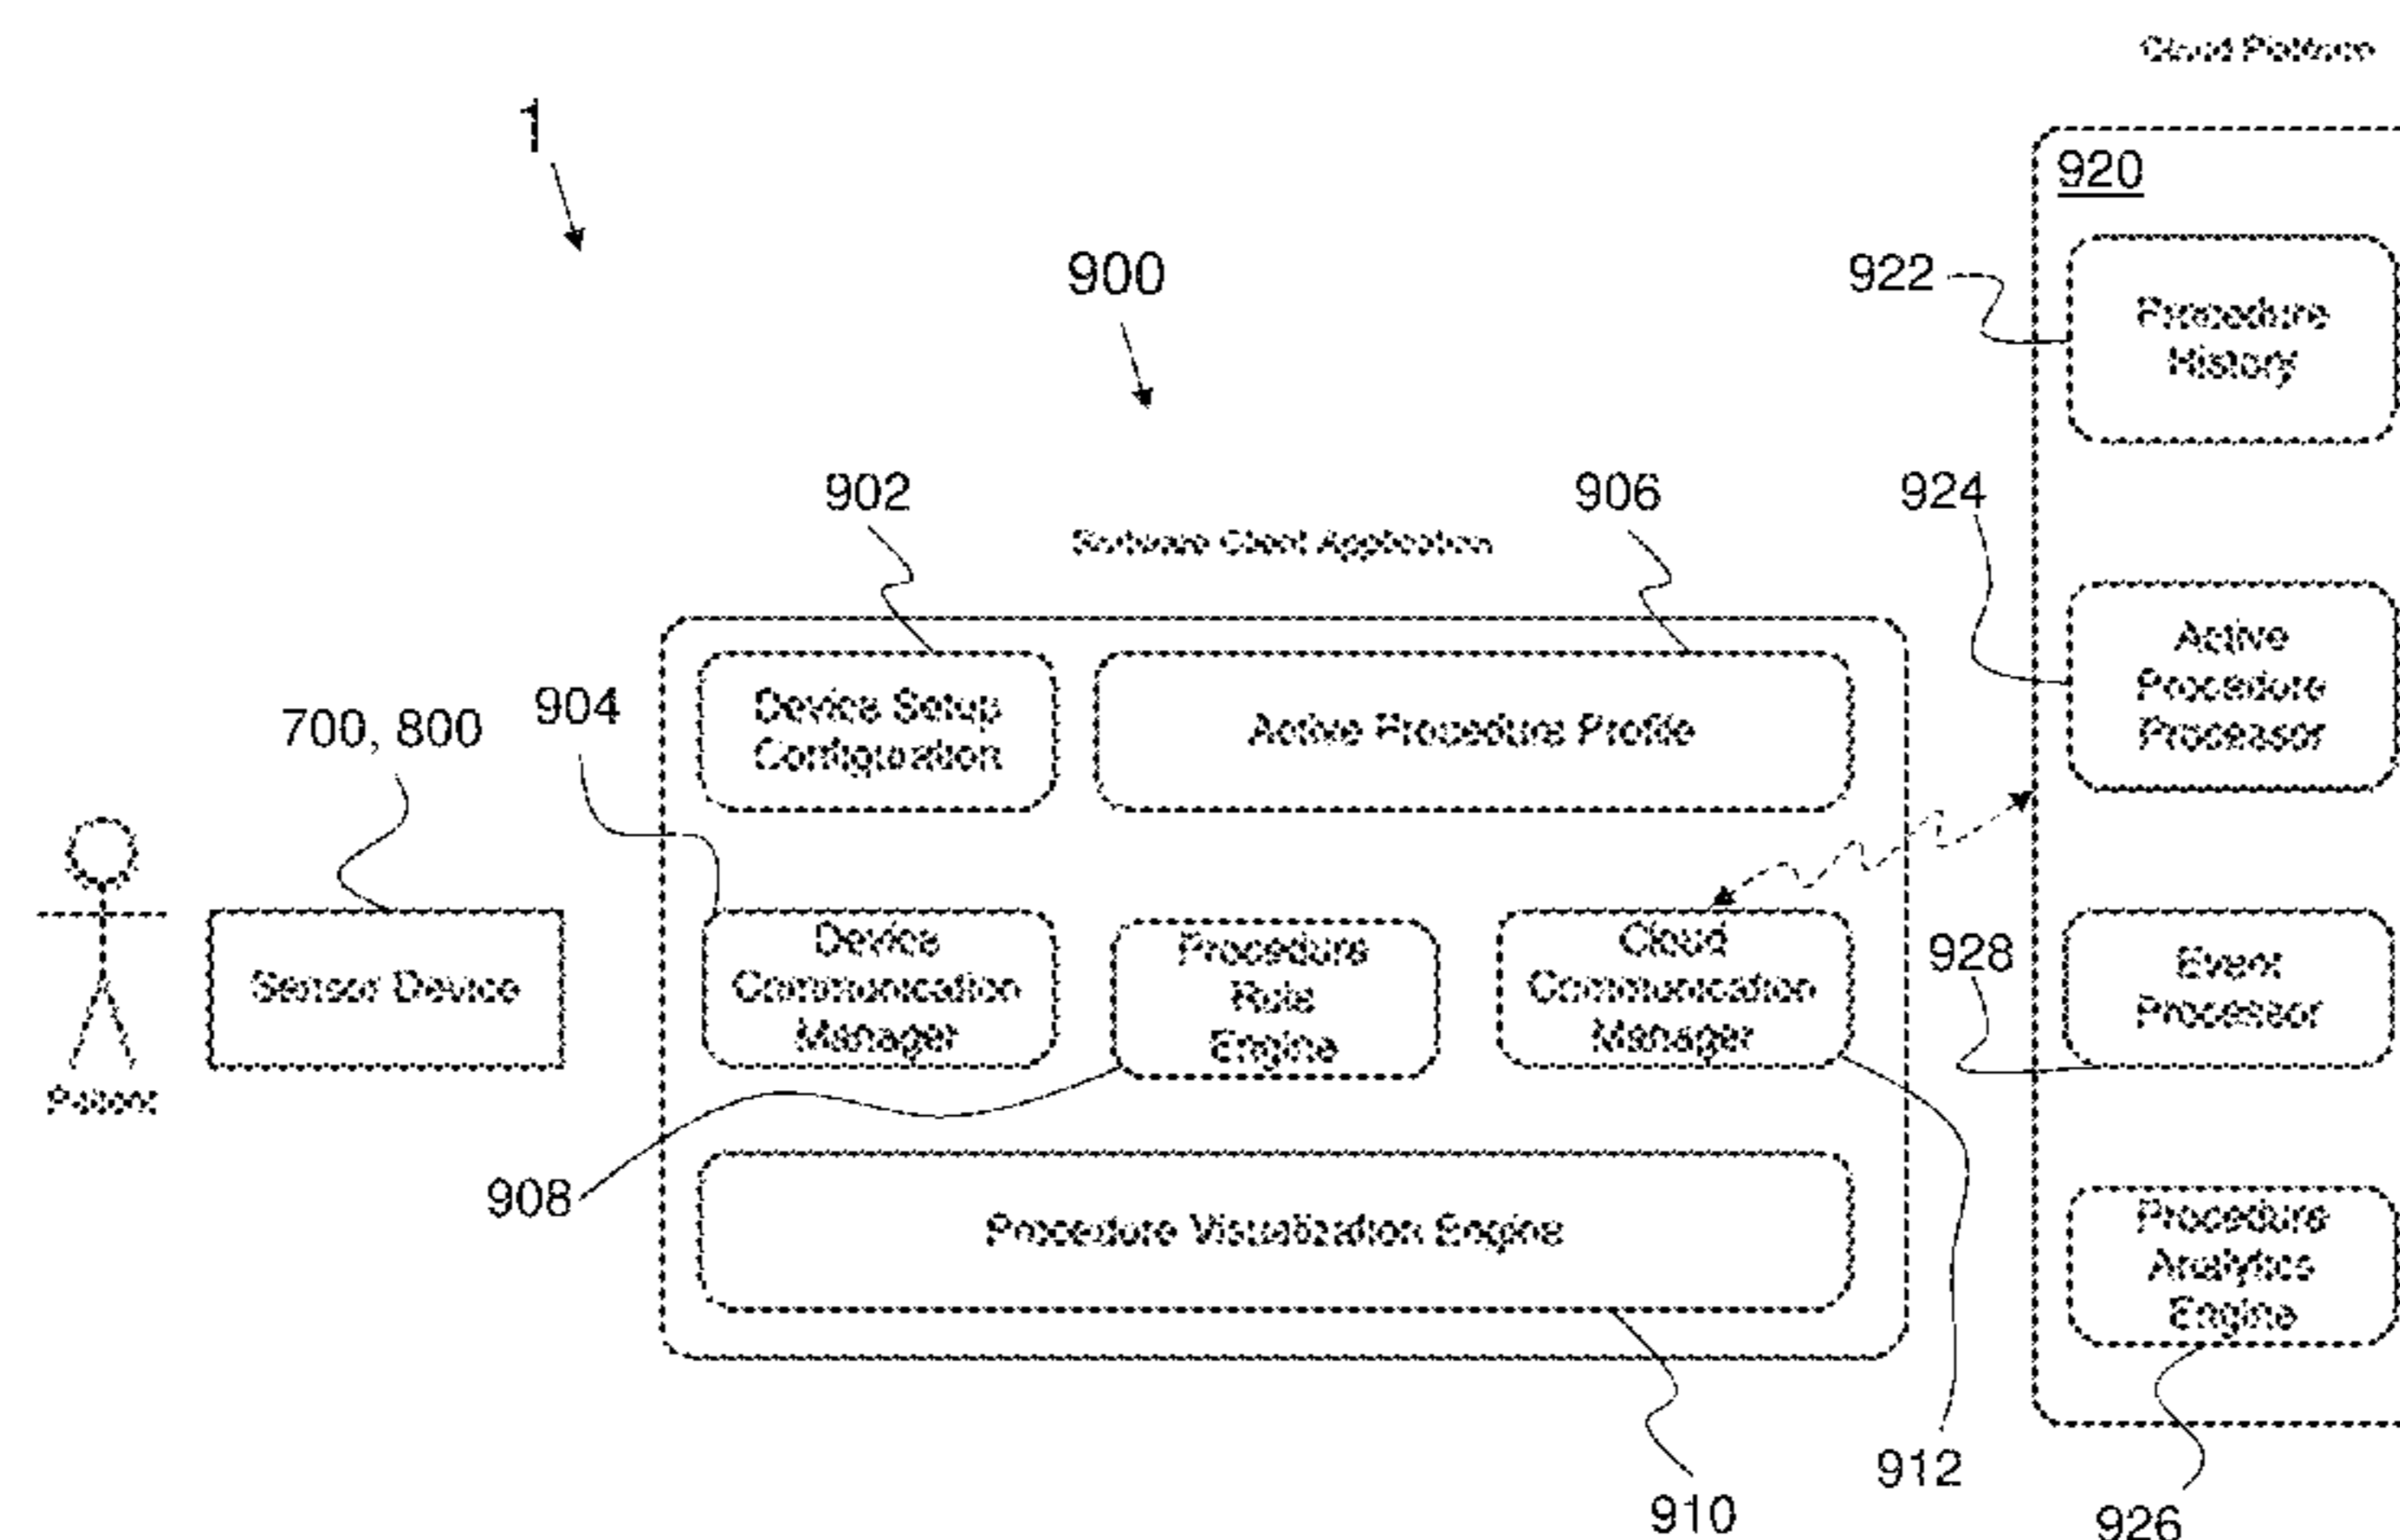 Cloud Platform
1
920
900
922
Procedure
History
902
906
924
Software Client Application
Active
Procedure
Processor
700, 800
904
Device Setup
Configuration
Active Procedure Profile
Device
Communication
Manager
Procedure
Rule
Engine
Cloud
Communication
Manager
928
Event
Processor
Sensor Device
Patient
908
Procedure Visualization Engine
Procedure
Analytics
Engine
912
910
926